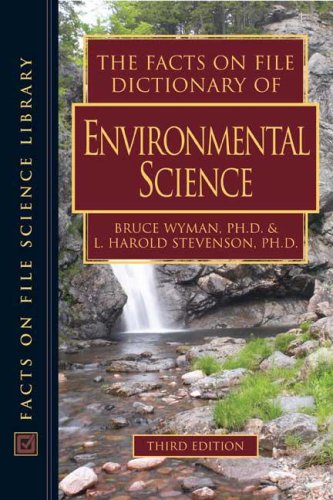 THE FACTS ON FILE
DICTIONARY OF
ENVIRONMENTAL
SCIENCE
BRUCE WYMAN, PH.D. &
L. HAROLD STEVENSON, PH.D.
THIRD EDITION
FACTS ON FILE SCIENCE LIBRARY